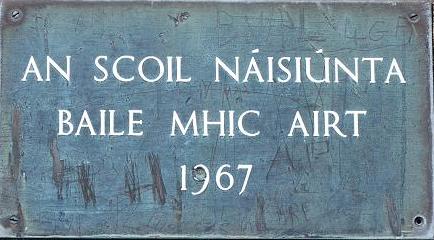 AN SCOIL NÁISIÚNTA
BAILE MHIC AIRT
1967